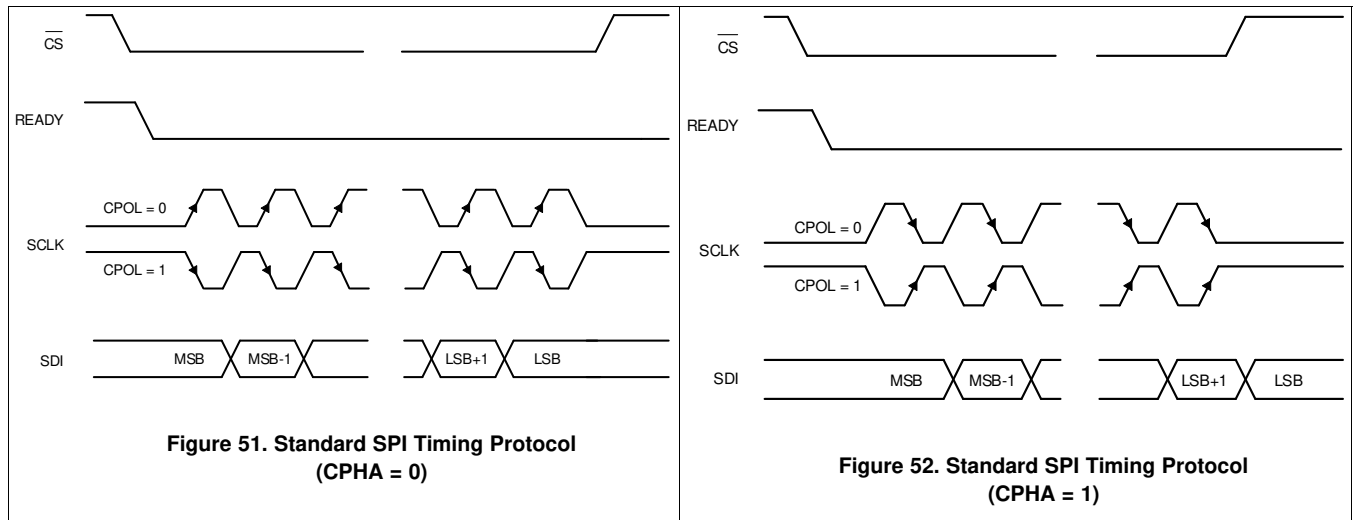 CS
READY
CPOL = 0
SCLK
CPOL = 1
SDI
MSB
MSB-1
LSB+1
LSB
Figure 51. Standard SPI Timing Protocol
(CPHA = 0)
CS
READY
CPOL = 0
SCLK
CPOL = 1
SDI
MSB
MSB-1
LSB+1
LSB
Figure 52. Standard SPI Timing Protocol
(CPHA = 1)